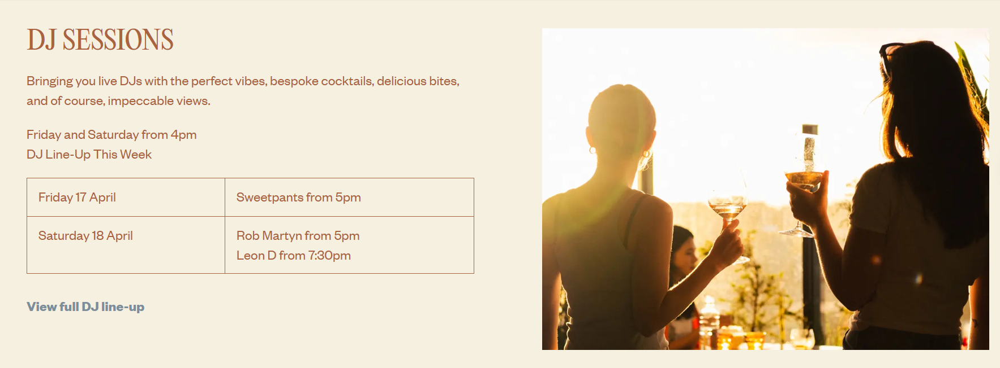 DJ SESSIONS
Bringing you live DJs with the perfect vibes, bespoke cocktails, delicious bites,
and of course, impeccable views.
Friday and Saturday from 4pm
DJ Line-Up This Week
Friday 17 April
Sweetpants from 5pm
Saturday 18 April
Rob Martyn from 5pm
Leon D from 7:30pm
View full DJ line-up